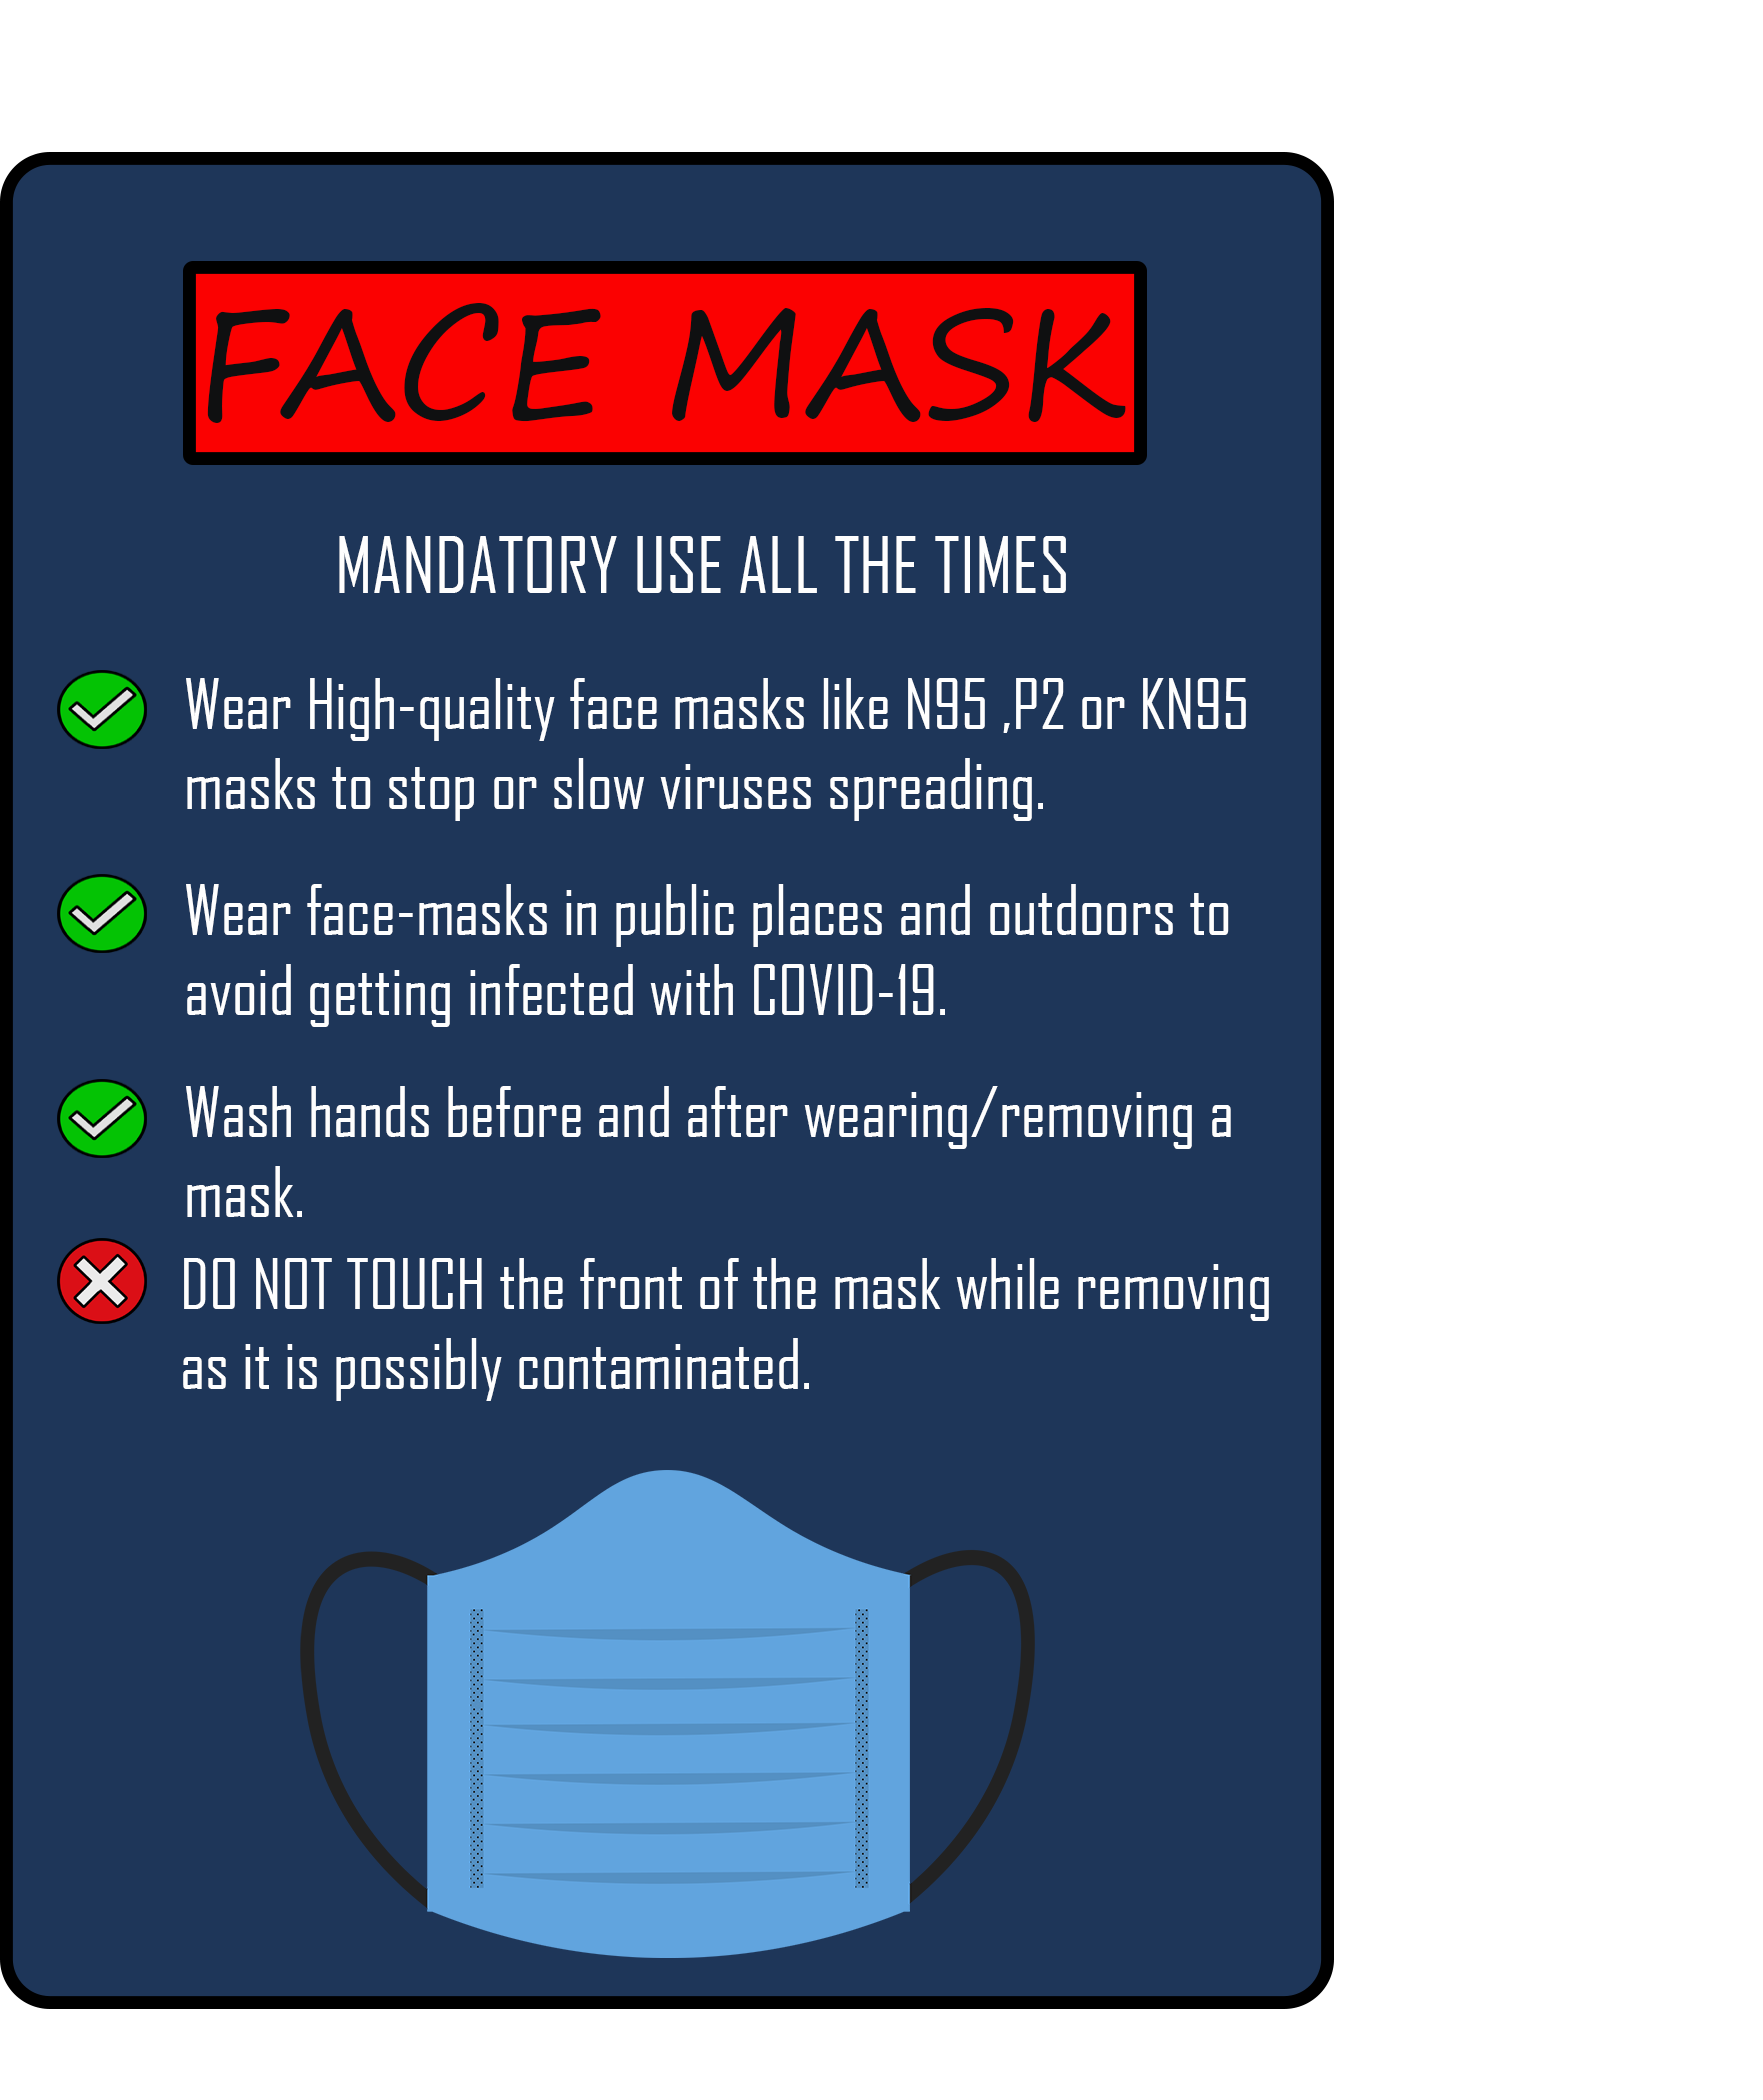 FACE MASK
MANDATORY USE ALL THE TIMES
Wear High-quality face masks like N95 ,P2 or KN95
masks to stop or slow viruses spreading.
Wear face-masks in public places and outdoors to
avoid getting infected with COVID-19.
Wash hands before and after wearing/removing a
mask.
DO NOT TOUCH the front of the mask while removing
as it is possibly contaminated.